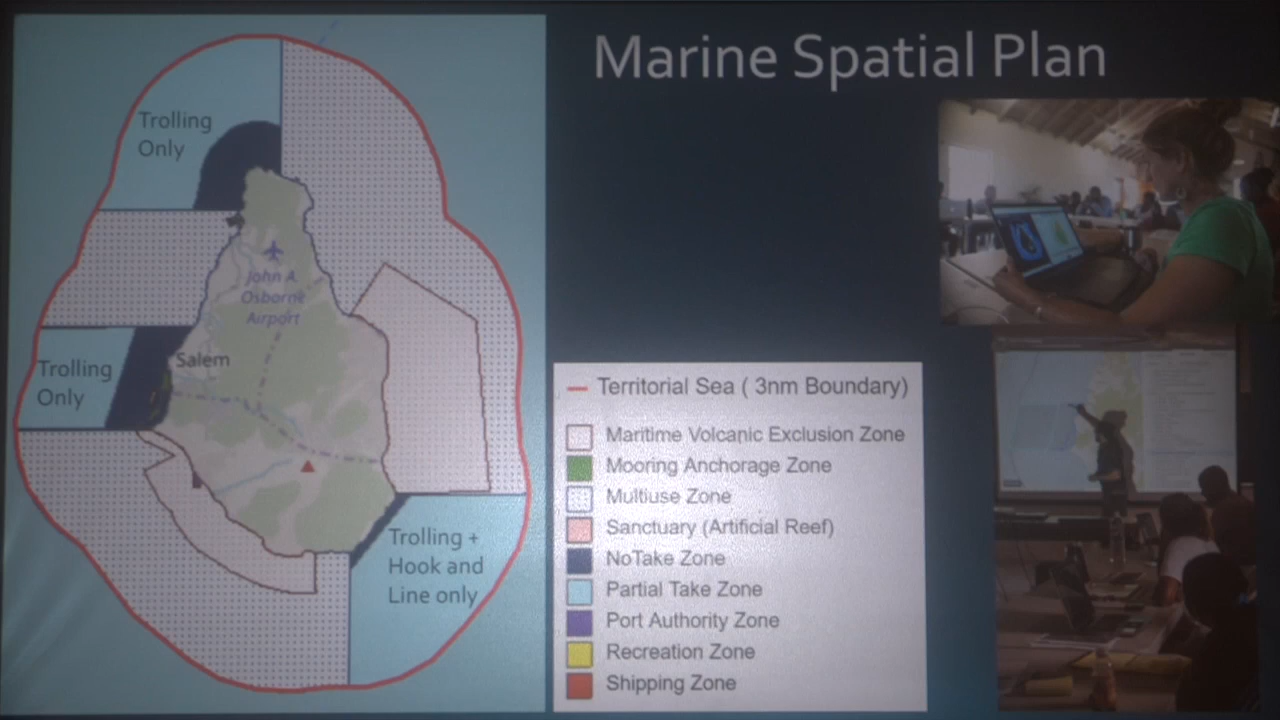 Marine Spatial Plan
Trolling
Only
John A.
Osborne
Airport
Salem
Trolling
Only
Trolling +
Hook and
Line only
Territorial Sea ( 3nm Boundary)
Maritime Volcanic Exclusion Zone
Mooring Anchorage Zone
Multiuse Zone
Sanctuary (Artificial Reef)
NoTake Zone
Partial Take Zone
Port Authority Zone
Recreation Zone
Shipping Zone